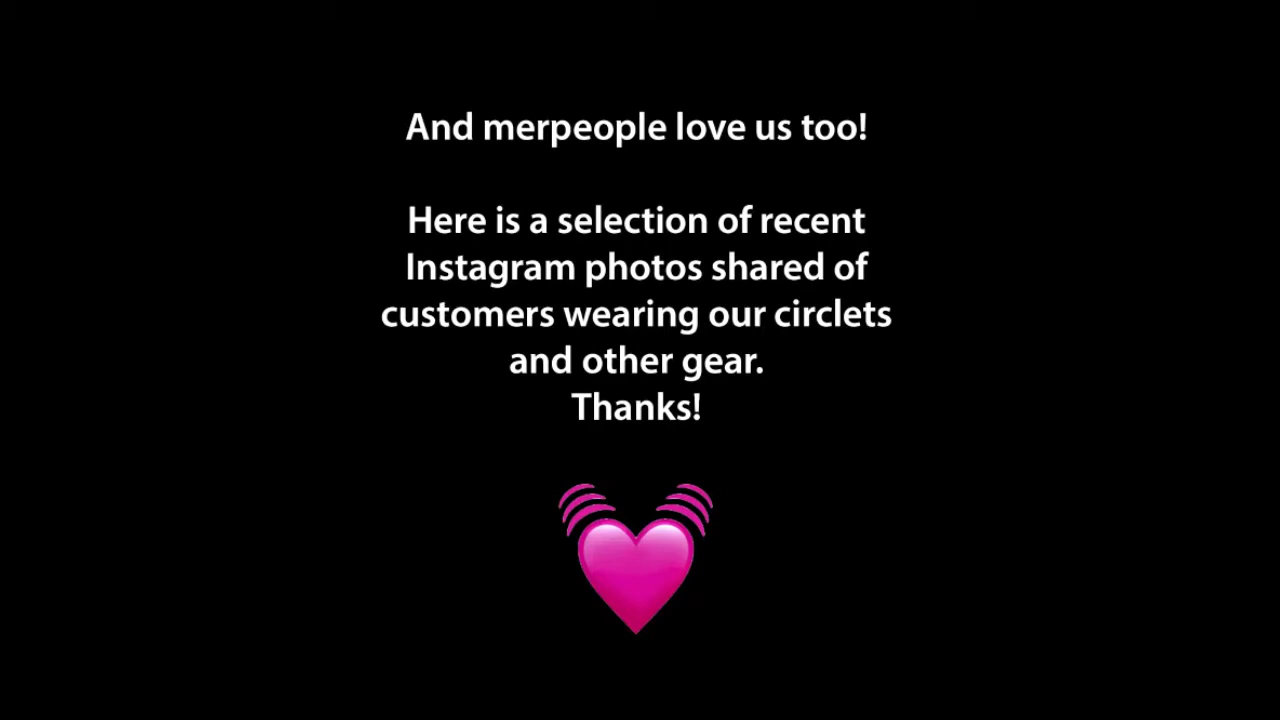 And merpeople love us too!
Here is a selection of recent
Instagram photos shared of
customers wearing our circlets
and other gear.
Thanks!